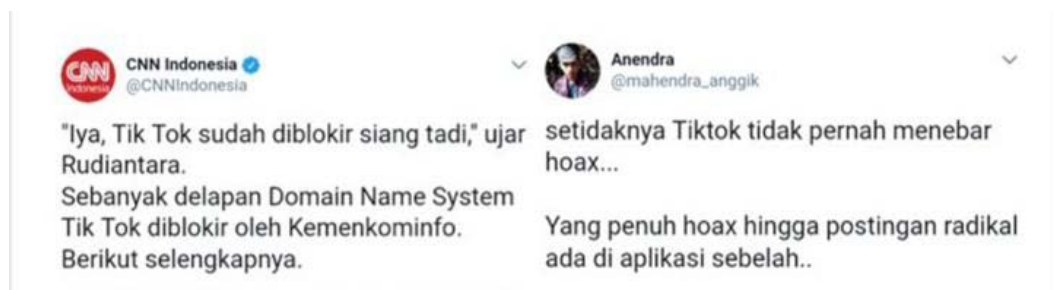 CNN Indonesia
@CNNIndonesia
"Iya, Tik Tok sudah diblokir siang tadi," ujar
Rudiantara.
Sebanyak delapan Domain Name System
Tik Tok diblokir oleh Kemenkominfo.
Berikut selengkapnya.
Anendra
@mahendra_anggik
setidaknya Tiktok tidak pernah menebar
hoax...
Yang penuh hoax hingga postingan radikal
ada di aplikasi sebelah..